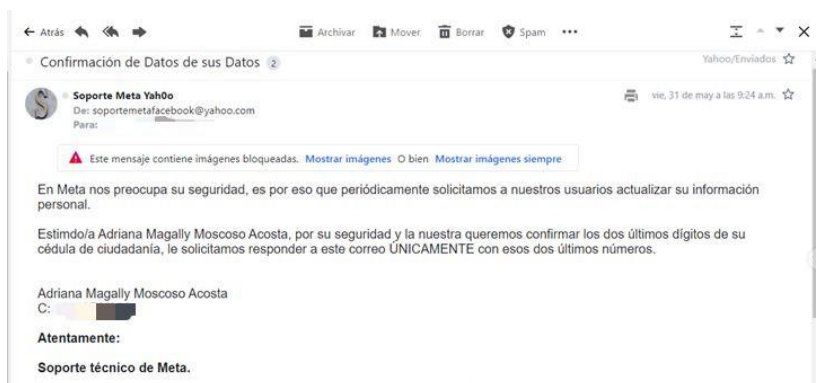 Atrás Archivar Mover Borrar Spam
Confirmación de Datos de sus Datos 2 Yahoo/Enviados
Soporte Meta Yah0o vie, 31 de may a las 9:24 a.m.
De: soportemetafacebook@yahoo.com
Para:
Este mensaje contiene imágenes bloqueadas. Mostrar imágenes O bien Mostrar imágenes siempre
En Meta nos preocupa su seguridad, es por eso que periódicamente solicitamos a nuestros usuarios actualizar su información
personal.
Estimdo/a Adriana Magally Moscoso Acosta, por su seguridad y la nuestra queremos confirmar los dos últimos dígitos de su
cédula de ciudadanía, le solicitamos responder a este correo ÚNICAMENTE con esos dos últimos números.
Adriana Magally Moscoso Acosta
C:
Atentamente:
Soporte técnico de Meta.